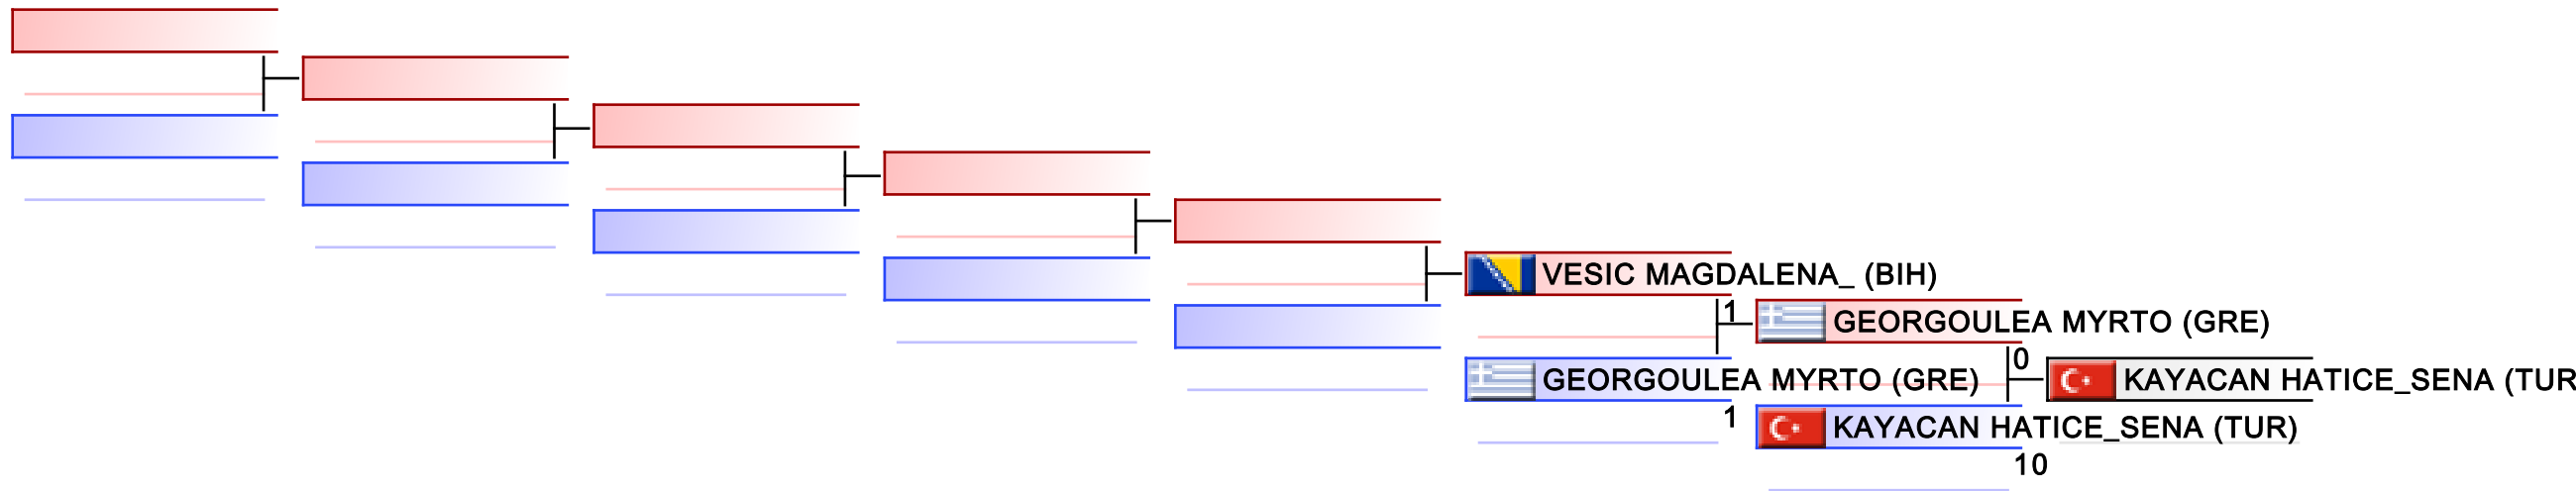 VESIC MAGDALENA_ (BIH)
1
GEORGOULEA MYRTO (GRE)
0
GEORGOULEA MYRTO (GRE)
KAYACAN HATICE_SENA (TUR
1
KAYACAN HATICE_SENA (TUR)
10